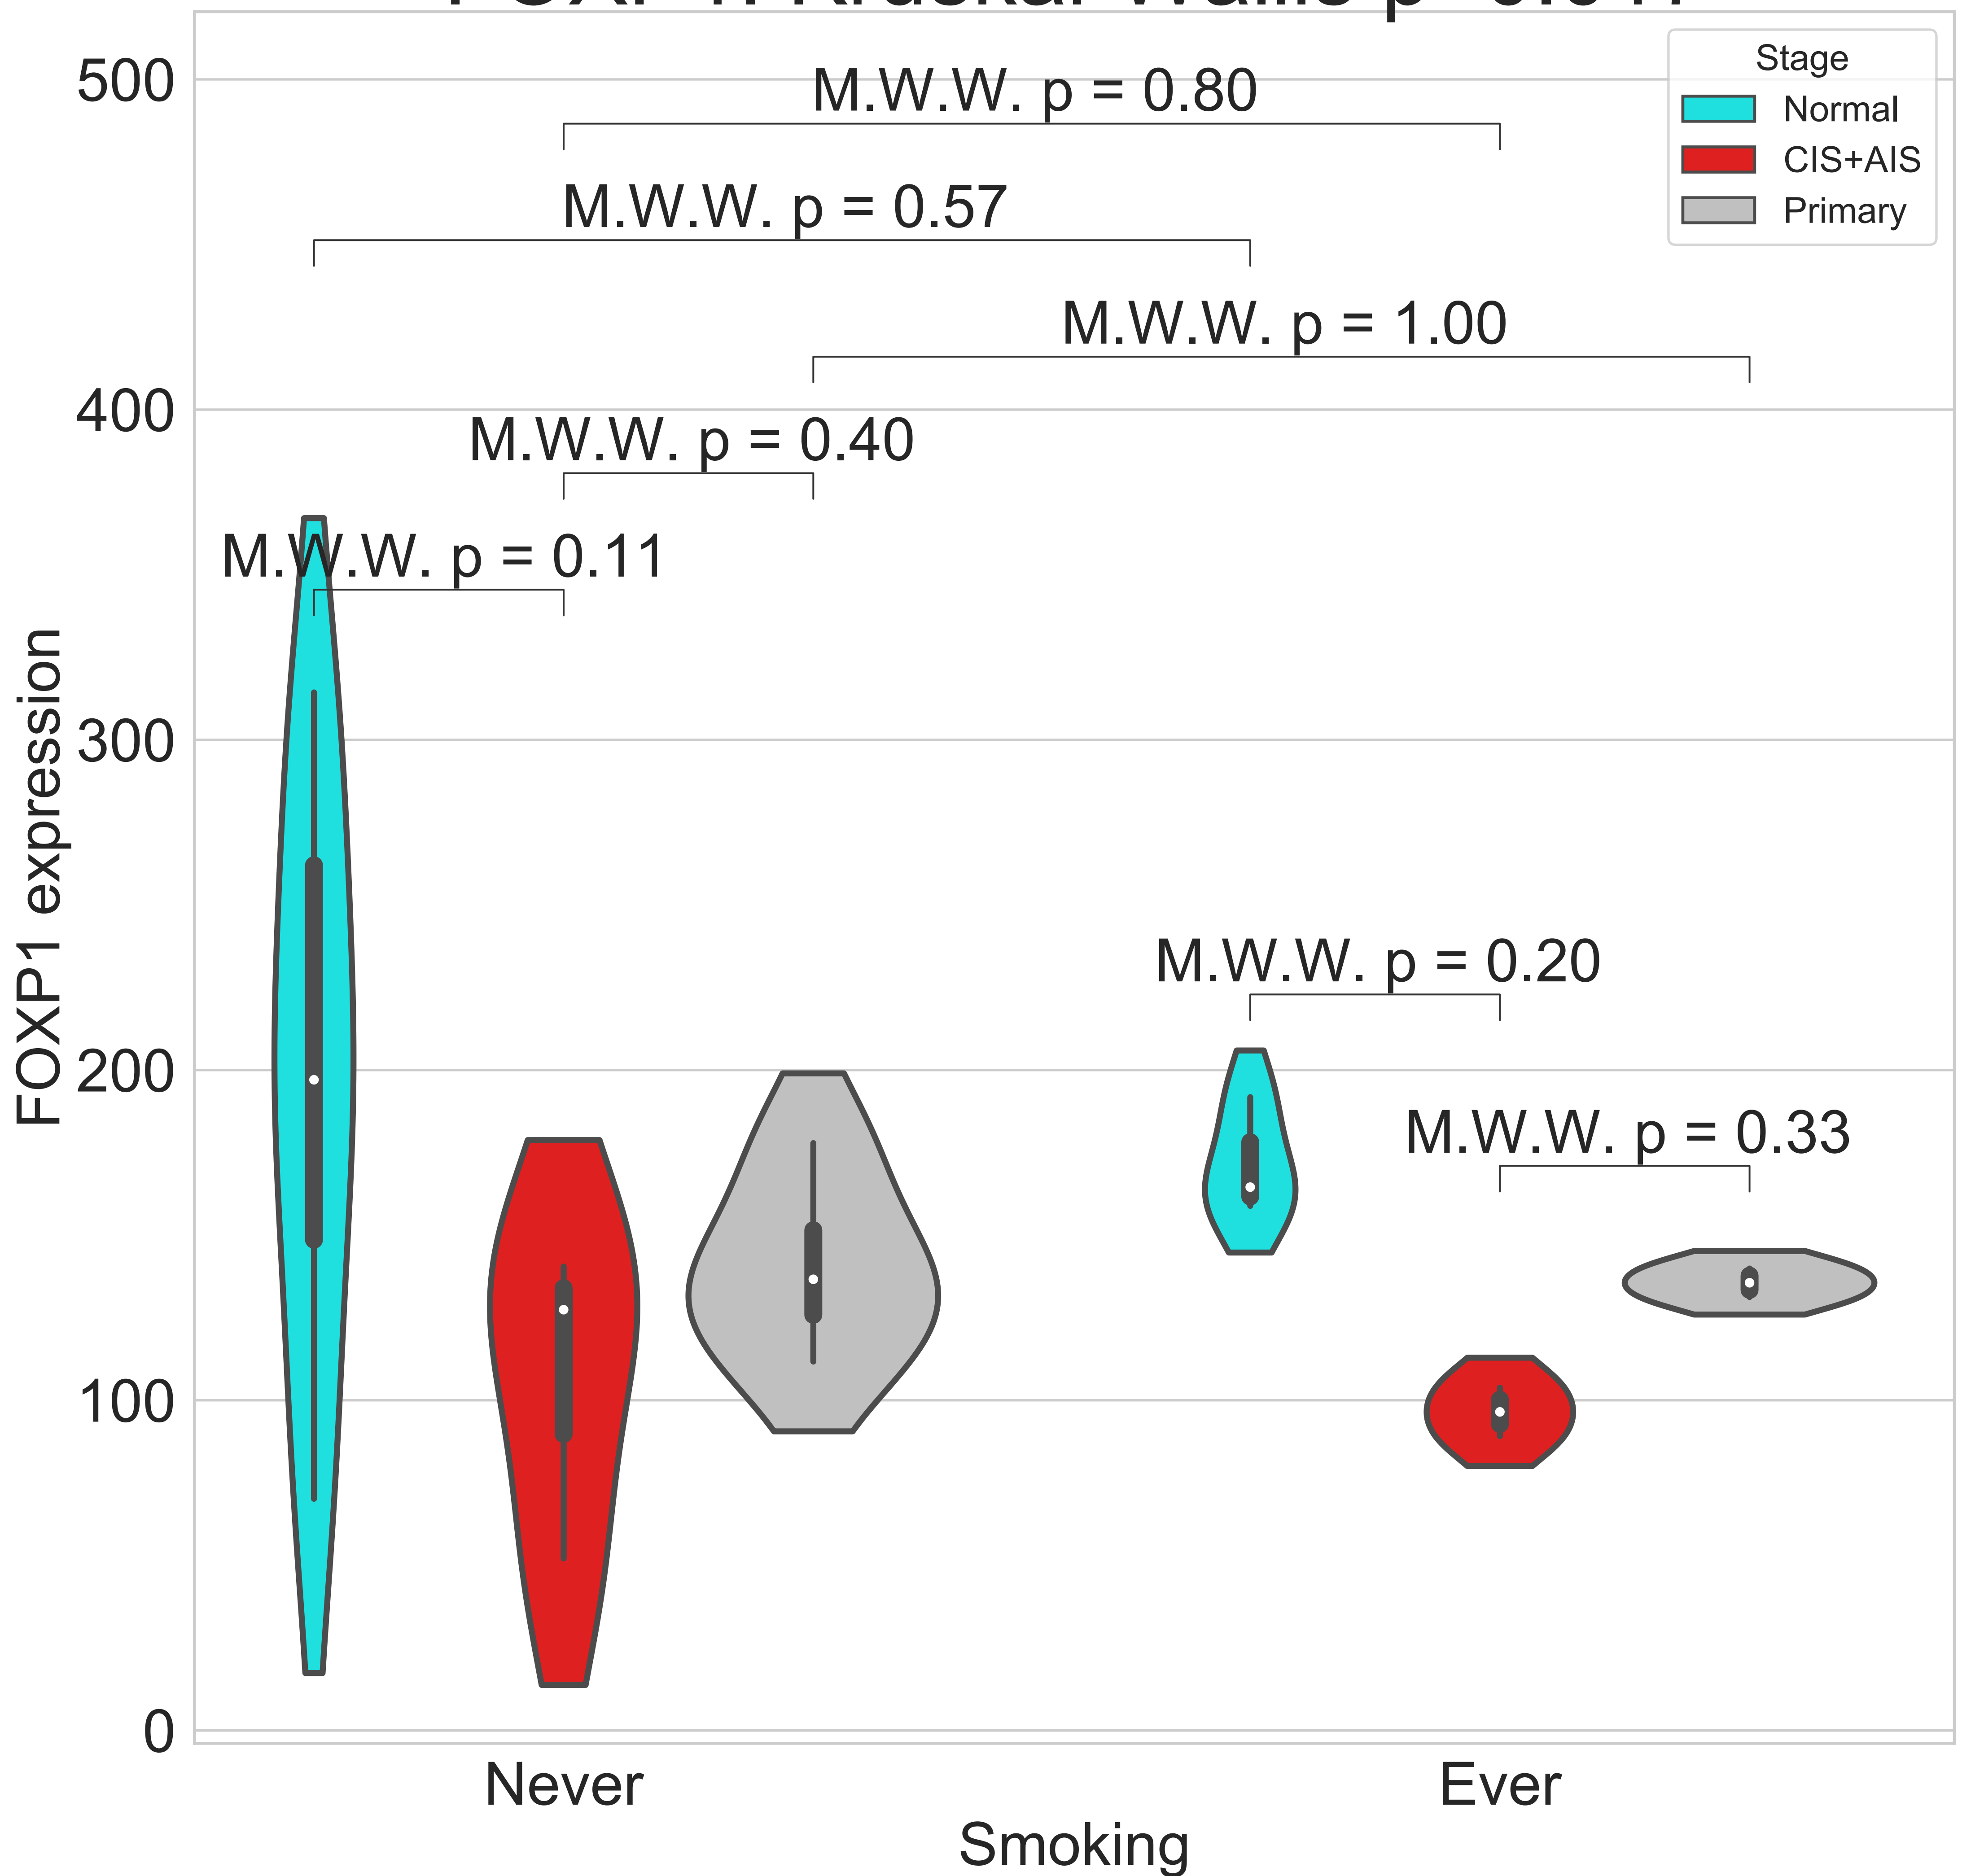 500
M.W.W. p = 0.80
Stage
Normal
CIS+AIS
Primary
M.W.W. p = 0.57
M.W.W. p = 1.00
400
M.W.W. p = 0.40
M.W.W. p = 0.11
300
FOXP1 expression
200
M.W.W. p = 0.20
M.W.W. p = 0.33
100
0
Never
Ever
Smoking